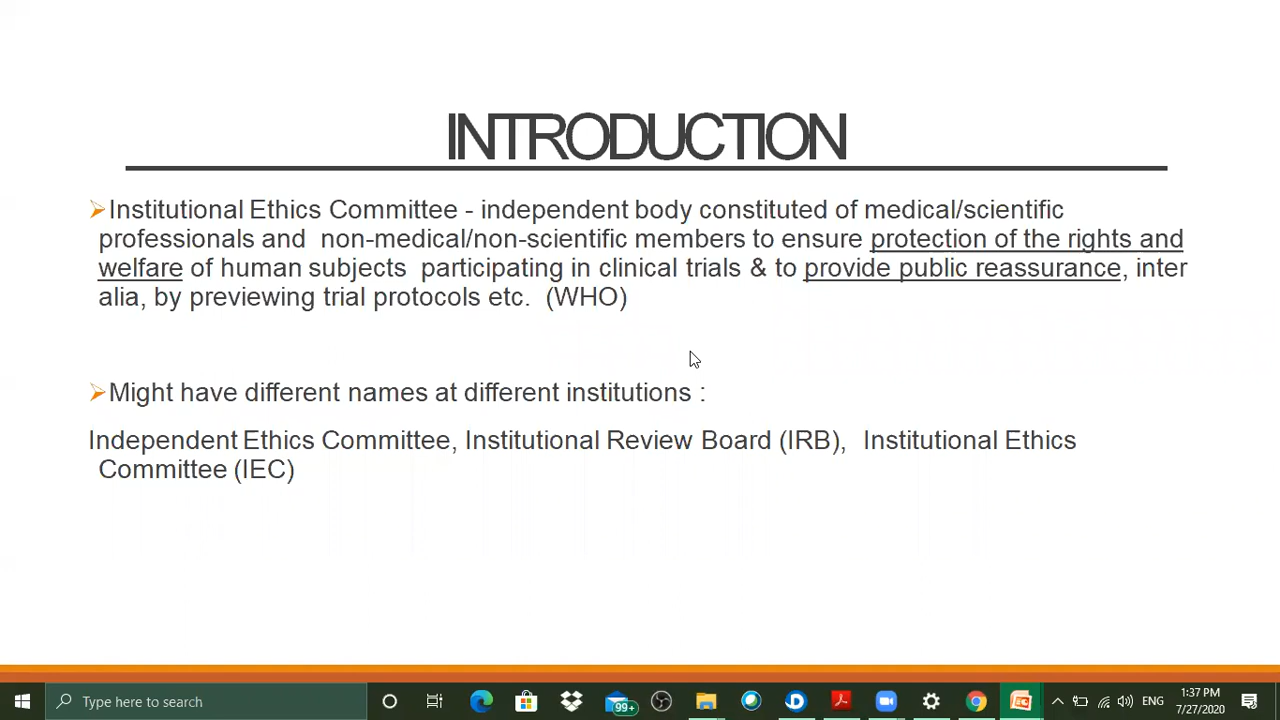 INTRODUCTION
Institutional Ethics Committee - independent body constituted of medical/scientific
professionals and non-medical/non-scientific members to ensure protection of the rights and
welfare of human subjects participating in clinical trials & to provide public reassurance, inter
alia, by previewing trial protocols etc. (WHO)
Might have different names at different institutions :
Independent Ethics Committee, Institutional Review Board (IRB), Institutional Ethics
Committee (IEC)
Type here to search
99+
ENG
1:37 PM
7/27/2020